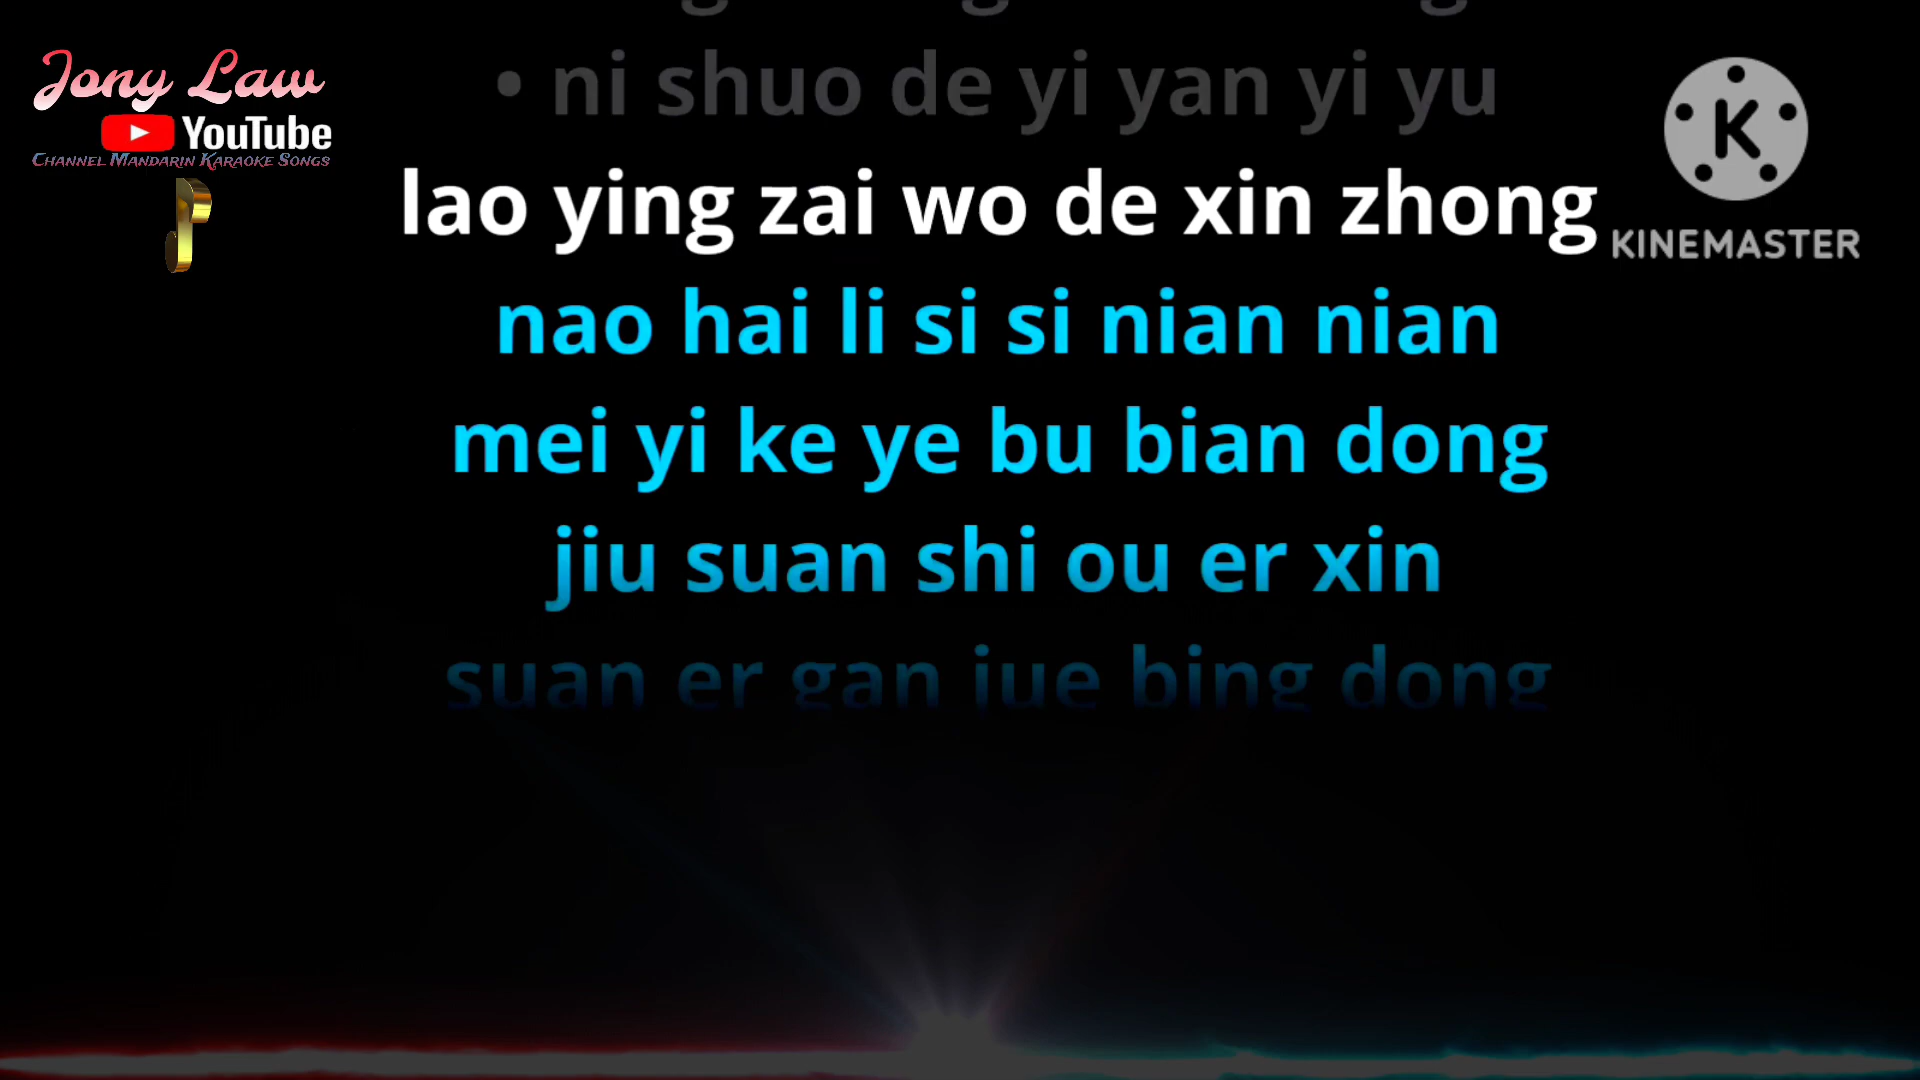 Jony Law
YouTube
CHANNEL MANDARIN KARAOKE SONGS
K
KINEMASTER
• ni shuo de yi yan yi yu
lao ying zai wo de xin zhong
nao hai li si si nian nian
mei yi ke ye bu bian dong
jiu suan shi ou er xin
suan er gan jue bing dong